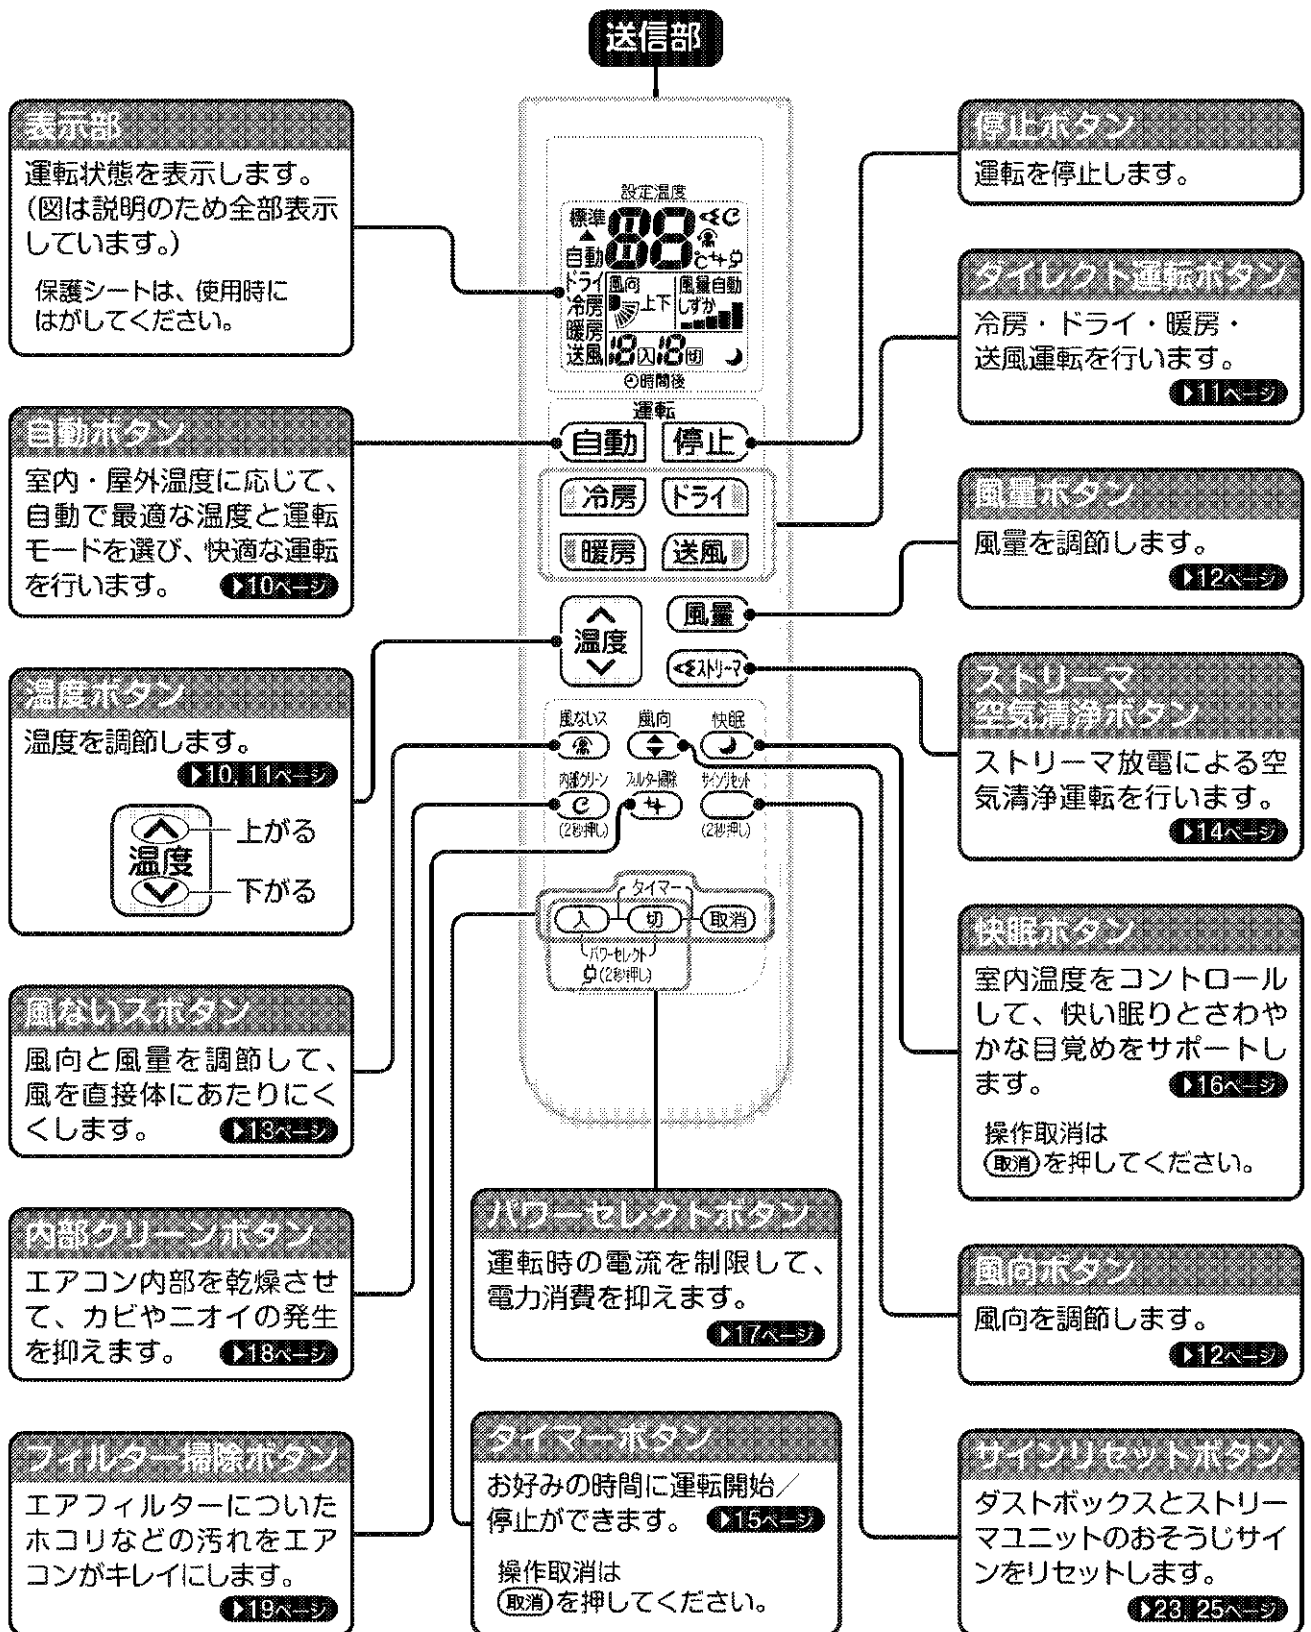 送信部
表示部
運転状態を表示します。
(図は説明のため全部表示
しています。)
保護シートは、使用時に
はがしてください。
自動ボタン
室内・屋外温度に応じて、
自動で最適な温度と運転
モードを選び、快適な運転
を行います。 10ページ
温度ボタン
温度を調節します。
10, 11ページ
上がる
温度
下がる
風ないスボタン
風向と風量を調節して、
風を直接体にあたりにく
くします。 13ページ
内部クリーンボタン
エアコン内部を乾燥させ
て、カビやニオイの発生
を抑えます。 18ページ
フィルター掃除ボタン
エアフィルターについた
ホコリなどの汚れをエア
コンがキレイにします。
19ページ
設定温度
標準 88
自動 ℃
ドライ 風向 風量自動
冷房 上下 しずか
暖房
送風 18 入 18 切
時間後
運転
自動 停止
冷房 ドライ
暖房 送風
温度 風量
ストリーマ
風ないス 風向 快眠
内部クリーン フィルター掃除 サインリセット
(2秒押し) (2秒押し)
タイマー
入 切 取消
パワーセレクト
(2秒押し)
パワーセレクトボタン
運転時の電流を制限して、
電力消費を抑えます。
17ページ
タイマーボタン
お好みの時間に運転開始/
停止ができます。 15ページ
操作取消は
取消を押してください。
停止ボタン
運転を停止します。
ダイレクト運転ボタン
冷房・ドライ・暖房・
送風運転を行います。
11ページ
風量ボタン
風量を調節します。
12ページ
ストリーマ
空気清浄ボタン
ストリーマ放電による空
気清浄運転を行います。
14ページ
快眠ボタン
室内温度をコントロール
して、快い眠りとさわや
かな目覚めをサポートし
ます。 16ページ
操作取消は
取消を押してください。
風向ボタン
風向を調節します。
12ページ
サインリセットボタン
ダストボックスとストリー
マユニットのおそうじサイ
ンをリセットします。
23, 25ページ